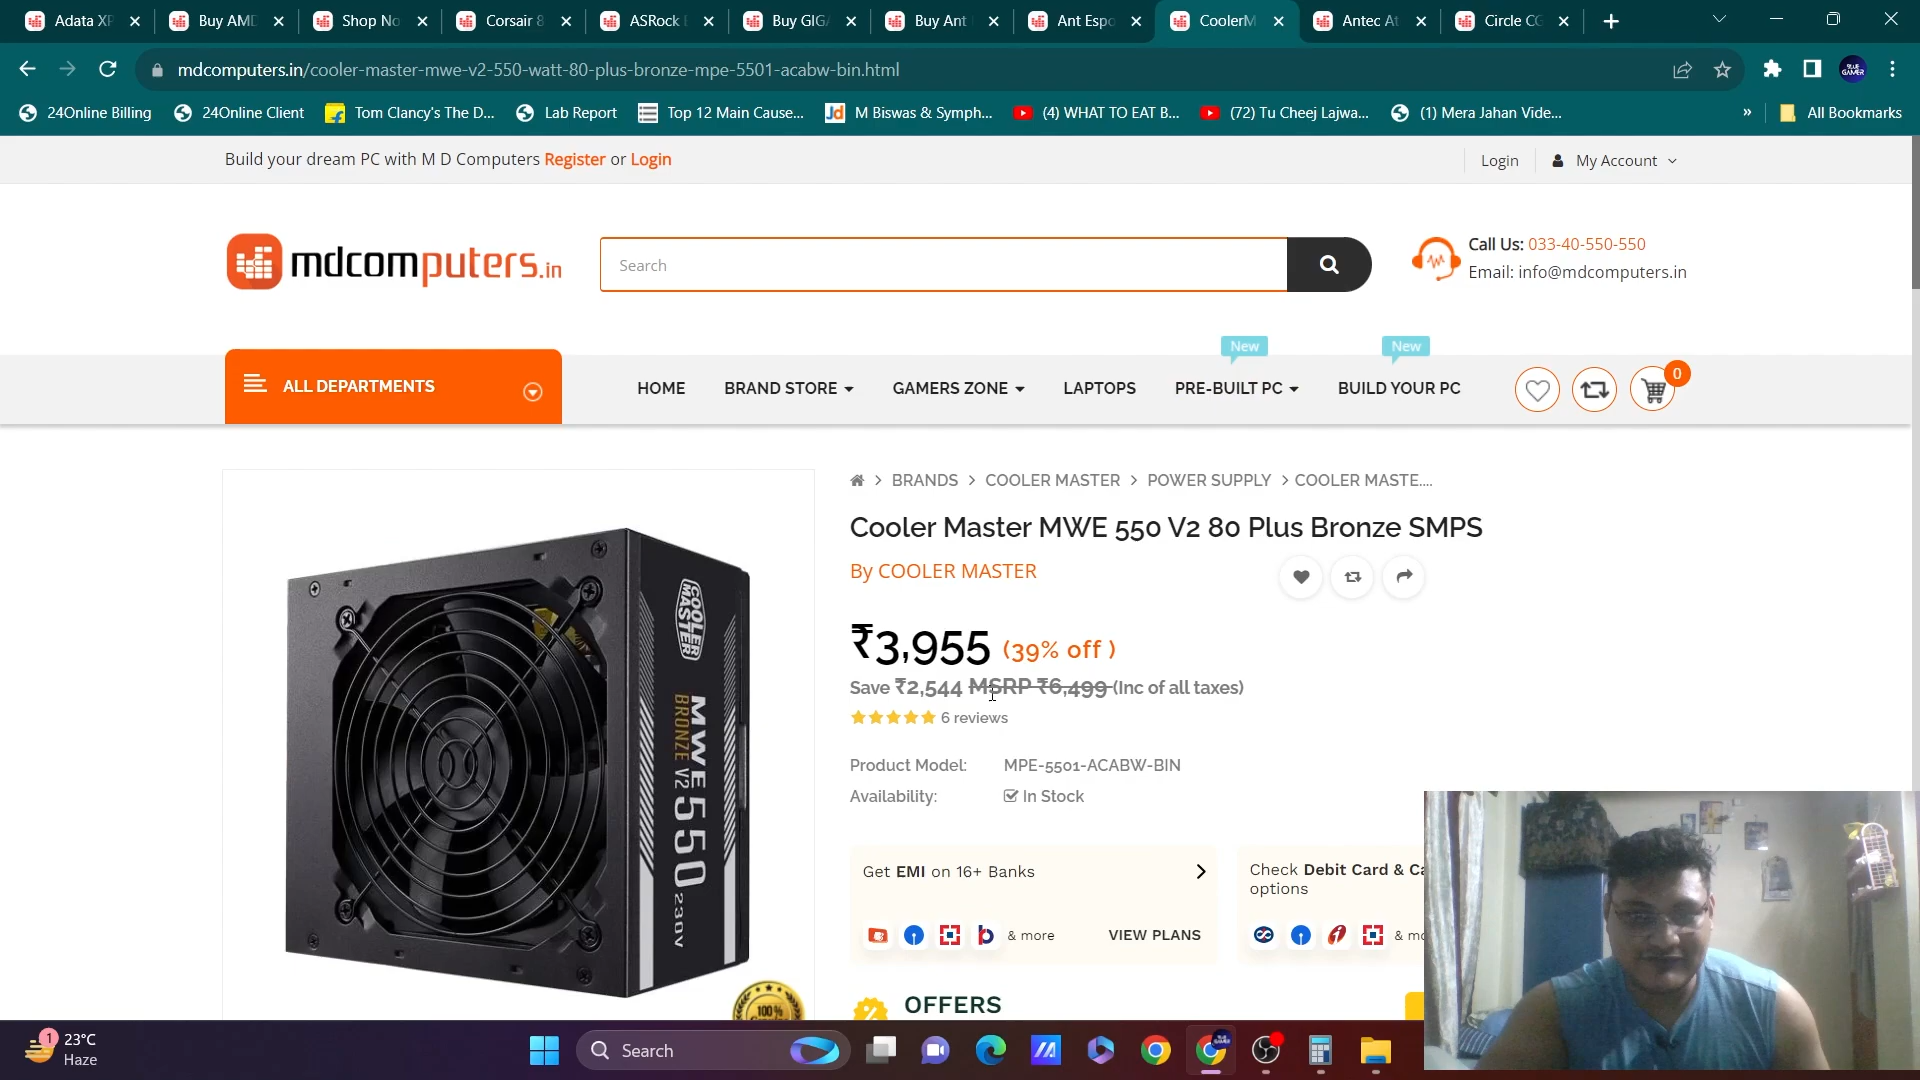 Adata XP
Buy AMD
Shop No
Corsair 8
ASRock
Buy GIG
Buy Ant
Ant Espo
CoolerM
Antec At
Circle CG
mdcomputers.in/cooler-master-mwe-v2-550-watt-80-plus-bronze-mpe-5501-acabw-bin.html
24Online Billing
24Online Client
Tom Clancy's The D...
Lab Report
Top 12 Main Cause...
M Biswas & Symph...
(4) WHAT TO EAT B...
(72) Tu Cheej Lajwa...
(1) Mera Jahan Vide...
»
All Bookmarks
Build your dream PC with M D Computers Register or Login
Login
My Account
mdcomputers.in
Search
Call Us: 033-40-550-550
Email: info@mdcomputers.in
New
New
ALL DEPARTMENTS
HOME
BRAND STORE
GAMERS ZONE
LAPTOPS
PRE-BUILT PC
BUILD YOUR PC
0
BRANDS > COOLER MASTER > POWER SUPPLY > COOLER MASTE....
Cooler Master MWE 550 V2 80 Plus Bronze SMPS
By COOLER MASTER
₹3,955 (39% off )
Save ₹2,544 MSRP ₹6,499 (Inc of all taxes)
6 reviews
Product Model: MPE-5501-ACABW-BIN
Availability: In Stock
COOLER MASTER
MWE
BRONZE V2
550
230V
100 %
Get EMI on 16+ Banks
& more
VIEW PLANS
Check Debit Card & Ca
options
& mo
OFFERS
1
23°C
Haze
Search